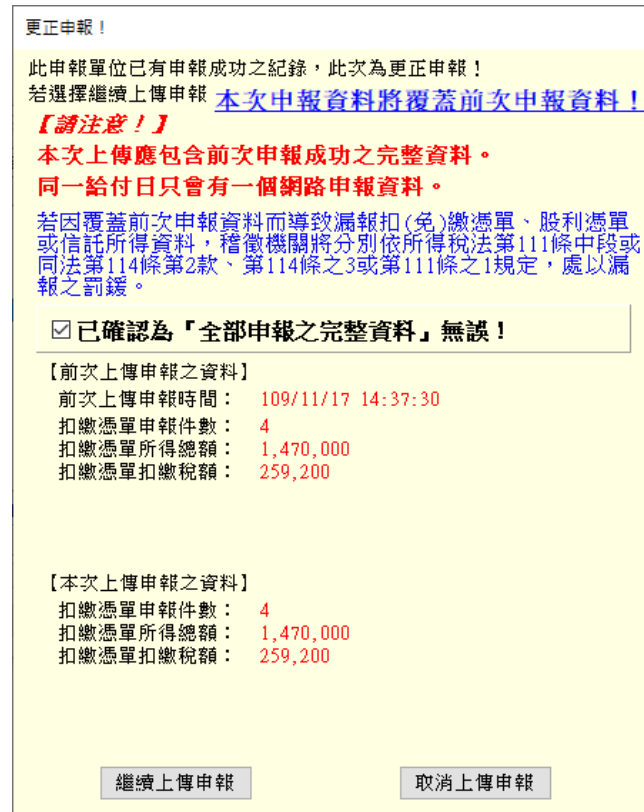 更正申報！
此申報單位已有申報成功之紀錄，此次為更正申報！
若選擇繼續上傳申報 本次申報資料將覆蓋前次申報資料！
【請注意！】
本次上傳應包含前次申報成功之完整資料。
同一給付日只會有一個網路申報資料。
若因覆蓋前次申報資料而導致漏報扣(免)繳憑單、股利憑單
或信託所得資料，稽徵機關將分別依所得稅法第111條中段或
同法第114條第2款、第114條之3或第111條之1規定，處以漏
報之罰鍰。
已確認為「全部申報之完整資料」無誤！
【前次上傳申報之資料】
前次上傳申報時間： 109/11/17 14:37:30
扣繳憑單申報件數： 4
扣繳憑單所得總額： 1,470,000
扣繳憑單扣繳稅額： 259,200
【本次上傳申報之資料】
扣繳憑單申報件數： 4
扣繳憑單所得總額： 1,470,000
扣繳憑單扣繳稅額： 259,200
繼續上傳申報 取消上傳申報